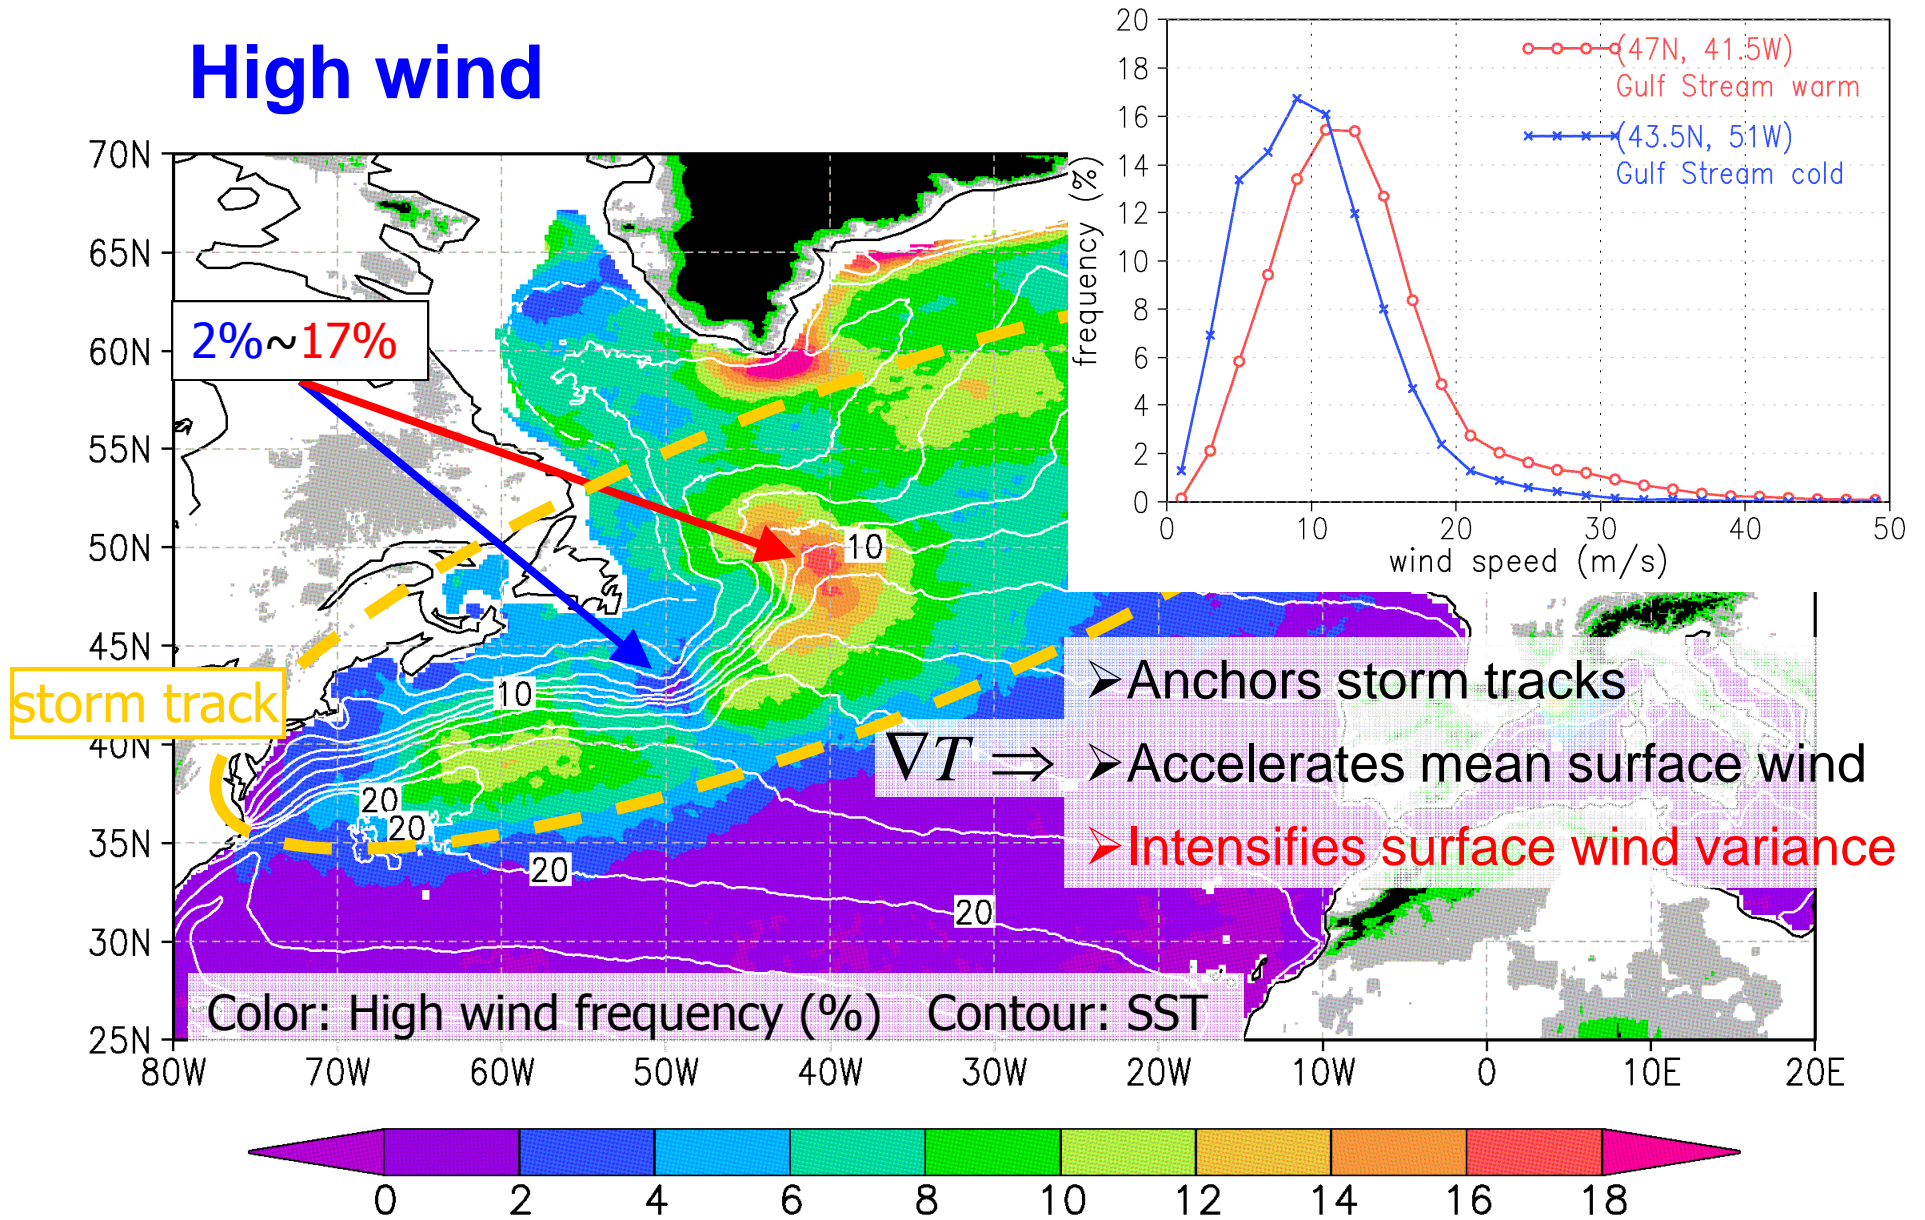 High wind
20
18
16
14
12
10
8
6
4
2
0
frequency (%)
(47N, 41.5W)
Gulf Stream warm
(43.5N, 51W)
Gulf Stream cold
0 10 20 30 40 50
wind speed (m/s)
70N
65N
60N
55N
50N
45N
40N
35N
30N
25N
2%~17%
10
storm track
10
20
20
20
20
∇T ⇒
➢Anchors storm tracks
➢Accelerates mean surface wind
➢Intensifies surface wind variance
Color: High wind frequency (%) Contour: SST
80W 70W 60W 50W 40W 30W 20W 10W 0 10E 20E
0 2 4 6 8 10 12 14 16 18